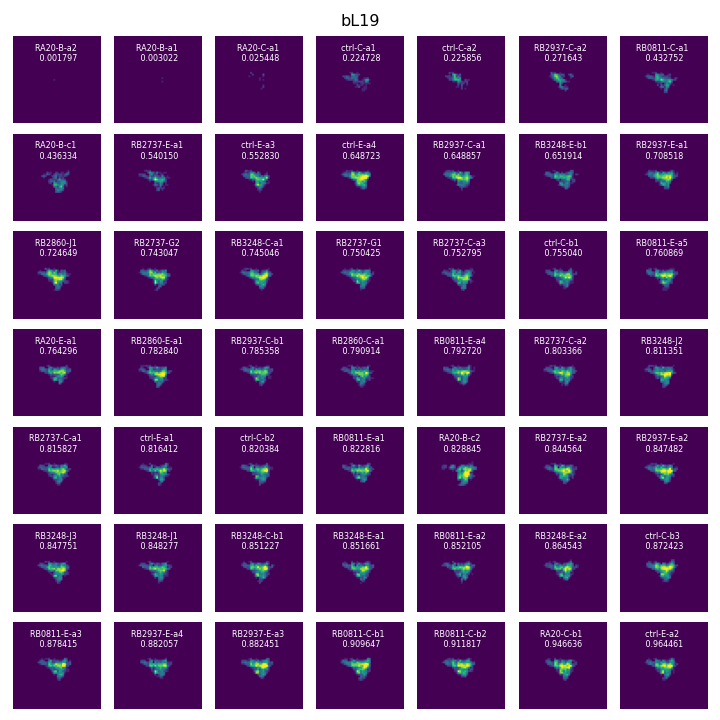 bL19
RA20-B-a2
0.001797
RA20-B-a1
0.003022
RA20-C-a1
0.025448
ctrl-C-a1
0.224728
ctrl-C-a2
0.225856
RB2937-C-a2
0.271643
RB0811-C-a1
0.432752
RA20-B-c1
0.436334
RB2737-E-a1
0.540150
ctrl-E-a3
0.552830
ctrl-E-a4
0.648723
RB2937-C-a1
0.648857
RB3248-E-b1
0.651914
RB2937-E-a1
0.708518
RB2860-J1
0.724649
RB2737-G2
0.743047
RB3248-C-a1
0.745046
RB2737-G1
0.750425
RB2737-C-a3
0.752795
ctrl-C-b1
0.755040
RB0811-E-a5
0.760869
RA20-E-a1
0.764296
RB2860-E-a1
0.782840
RB2937-C-b1
0.785358
RB2860-C-a1
0.790914
RB0811-E-a4
0.792720
RB2737-C-a2
0.803366
RB3248-J2
0.811351
RB2737-C-a1
0.815827
ctrl-E-a1
0.816412
ctrl-C-b2
0.820384
RB0811-E-a1
0.822816
RA20-B-c2
0.828845
RB2737-E-a2
0.844564
RB2937-E-a2
0.847482
RB3248-J3
0.847751
RB3248-J1
0.848277
RB3248-C-b1
0.851227
RB3248-E-a1
0.851661
RB0811-E-a2
0.852105
RB3248-E-a2
0.864543
ctrl-C-b3
0.872423
RB0811-E-a3
0.878415
RB2937-E-a4
0.882057
RB2937-E-a3
0.882451
RB0811-C-b1
0.909647
RB0811-C-b2
0.911817
RA20-C-b1
0.946636
ctrl-E-a2
0.964461